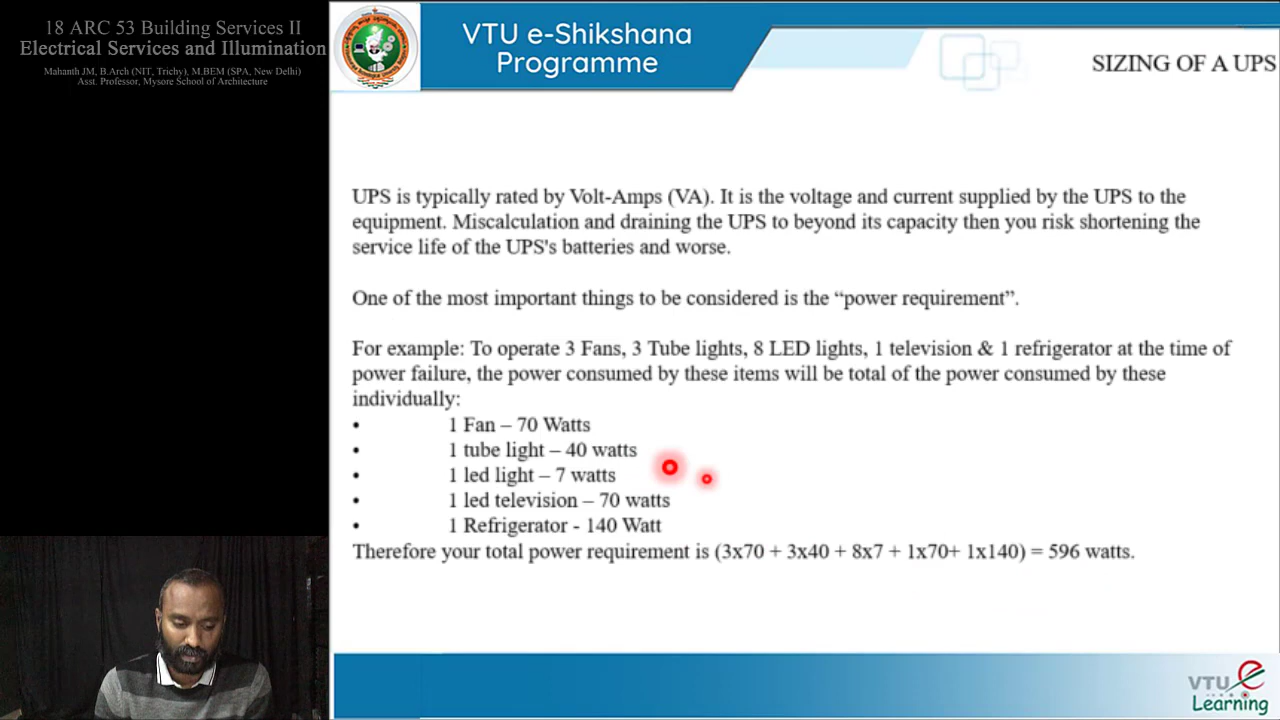 18 ARC 53 Building Services II
Electrical Services and Illumination
Mahanth JM, B.Arch (NIT, Trichy), M.BEM (SPA, New Delhi)
Asst. Professor, Mysore School of Architecture
VTU e-Shikshana
Programme
SIZING OF A UPS
UPS is typically rated by Volt-Amps (VA). It is the voltage and current supplied by the UPS to the
equipment. Miscalculation and draining the UPS to beyond its capacity then you risk shortening the
service life of the UPS's batteries and worse.
One of the most important things to be considered is the “power requirement”.
For example: To operate 3 Fans, 3 Tube lights, 8 LED lights, 1 television & 1 refrigerator at the time of
power failure, the power consumed by these items will be total of the power consumed by these
individually:
• 1 Fan – 70 Watts
• 1 tube light – 40 watts
• 1 led light – 7 watts
• 1 led television – 70 watts
• 1 Refrigerator - 140 Watt
Therefore your total power requirement is (3x70 + 3x40 + 8x7 + 1x70+ 1x140) = 596 watts.
VTU e
Learning